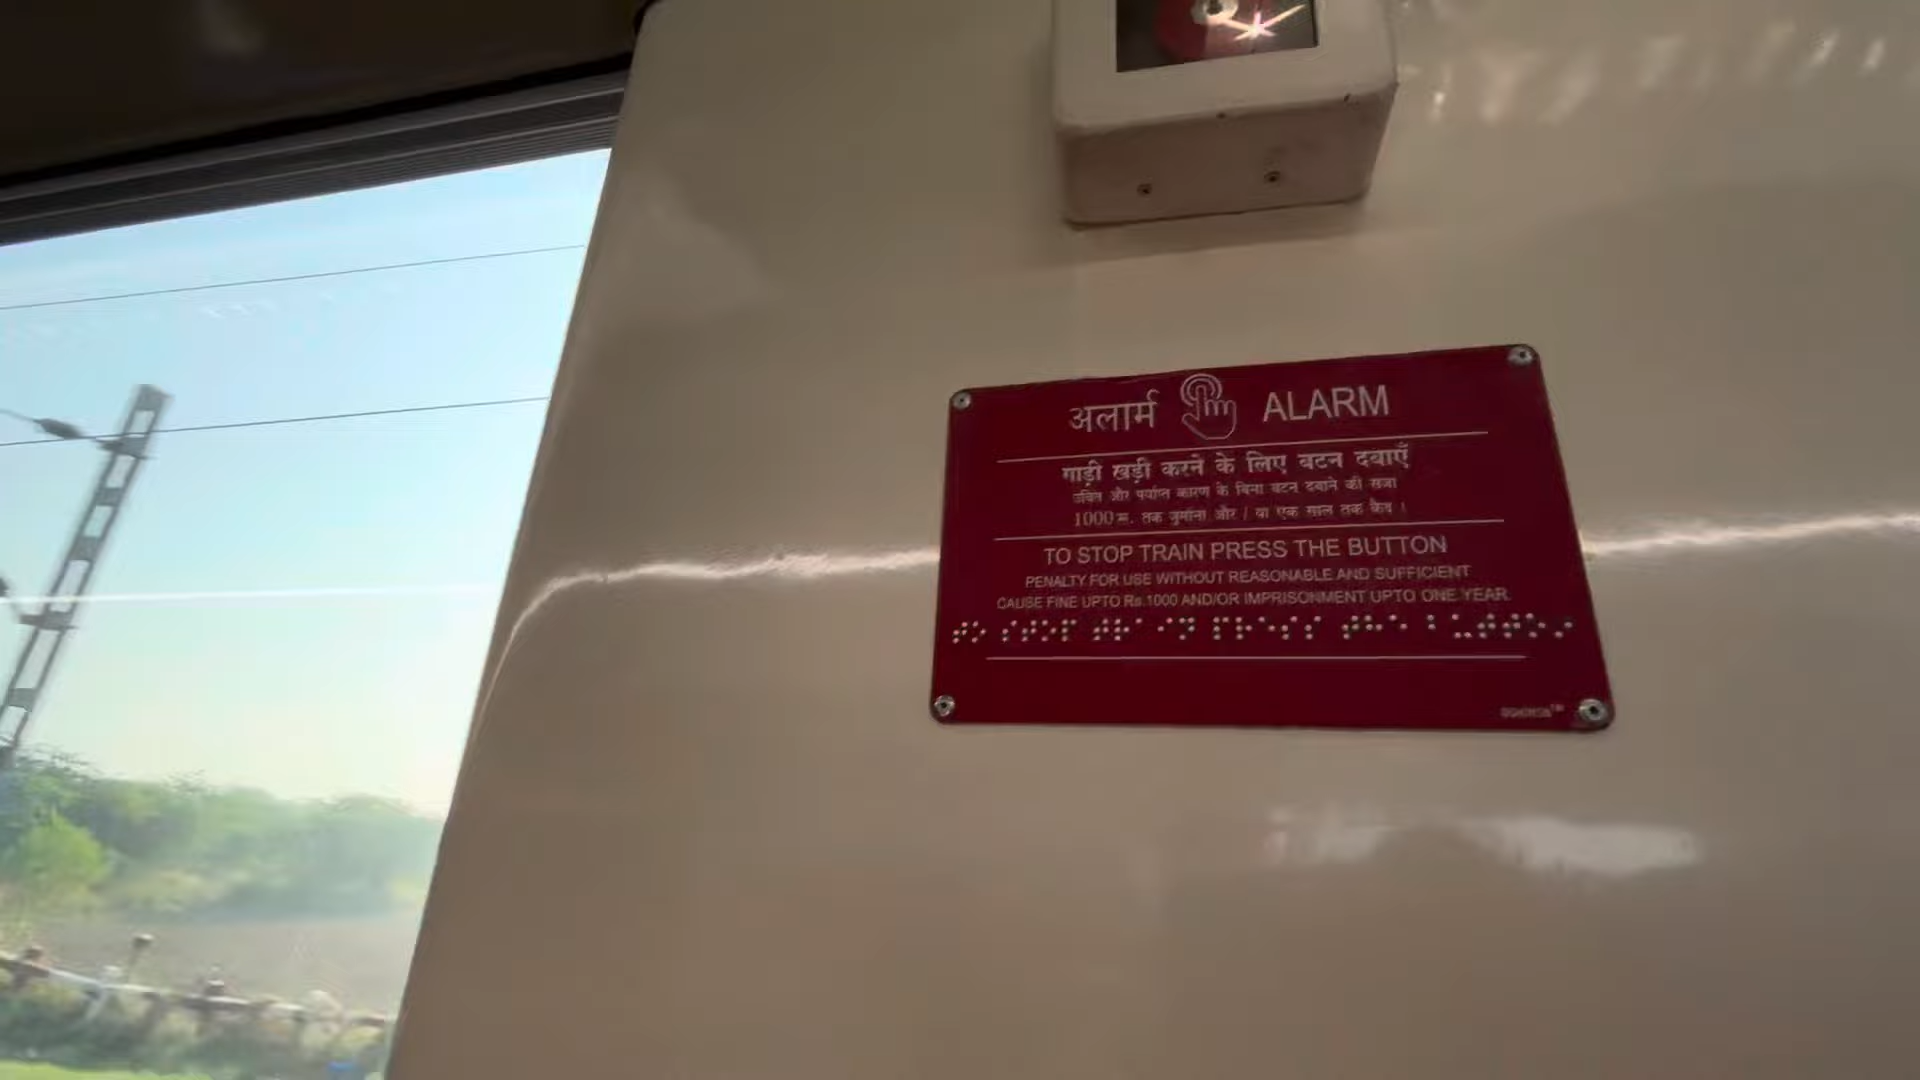 अलार्म ALARM
गाड़ी खड़ी करने के लिए बटन दबाएँ
उचित और पर्याप्त कारण के बिना बटन दबाने की सजा
1000 रू. तक जुर्माना और / या एक साल तक कैद ।
TO STOP TRAIN PRESS THE BUTTON
PENALTY FOR USE WITHOUT REASONABLE AND SUFFICIENT
CAUSE FINE UPTO Rs.1000 AND/OR IMPRISONMENT UPTO ONE YEAR.